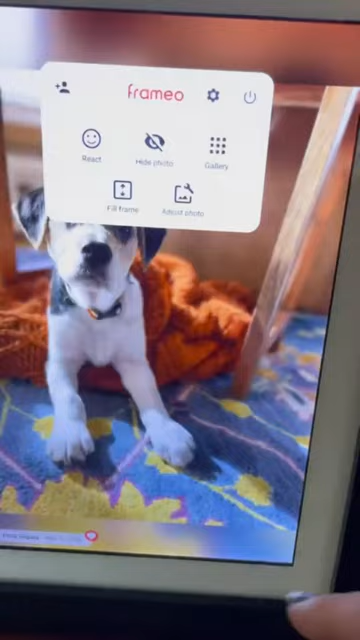 frameo
React
Hide photo
Gallery
Fill frame
Adjust photo